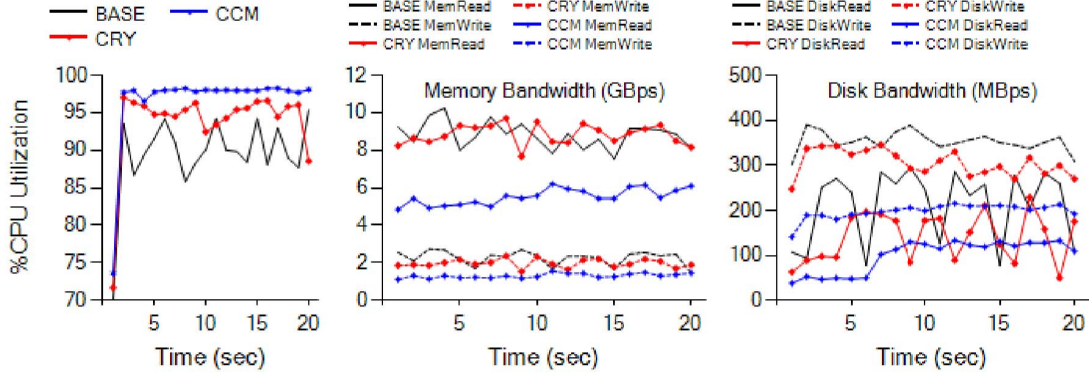 BASE CCM
CRY
%CPU Utilization
100
95
90
85
80
75
70
5 10 15 20
Time (sec)
BASE MemRead CRY MemWrite
BASE MemWrite CCM MemRead
CRY MemRead CCM MemWrite
Memory Bandwidth (GBps)
12
10
8
6
4
2
0
5 10 15 20
Time (sec)
BASE DiskRead CRY DiskWrite
BASE DiskWrite CCM DiskRead
CRY DiskRead CCM DiskWrite
Disk Bandwidth (MBps)
500
400
300
200
100
0
5 10 15 20
Time (sec)